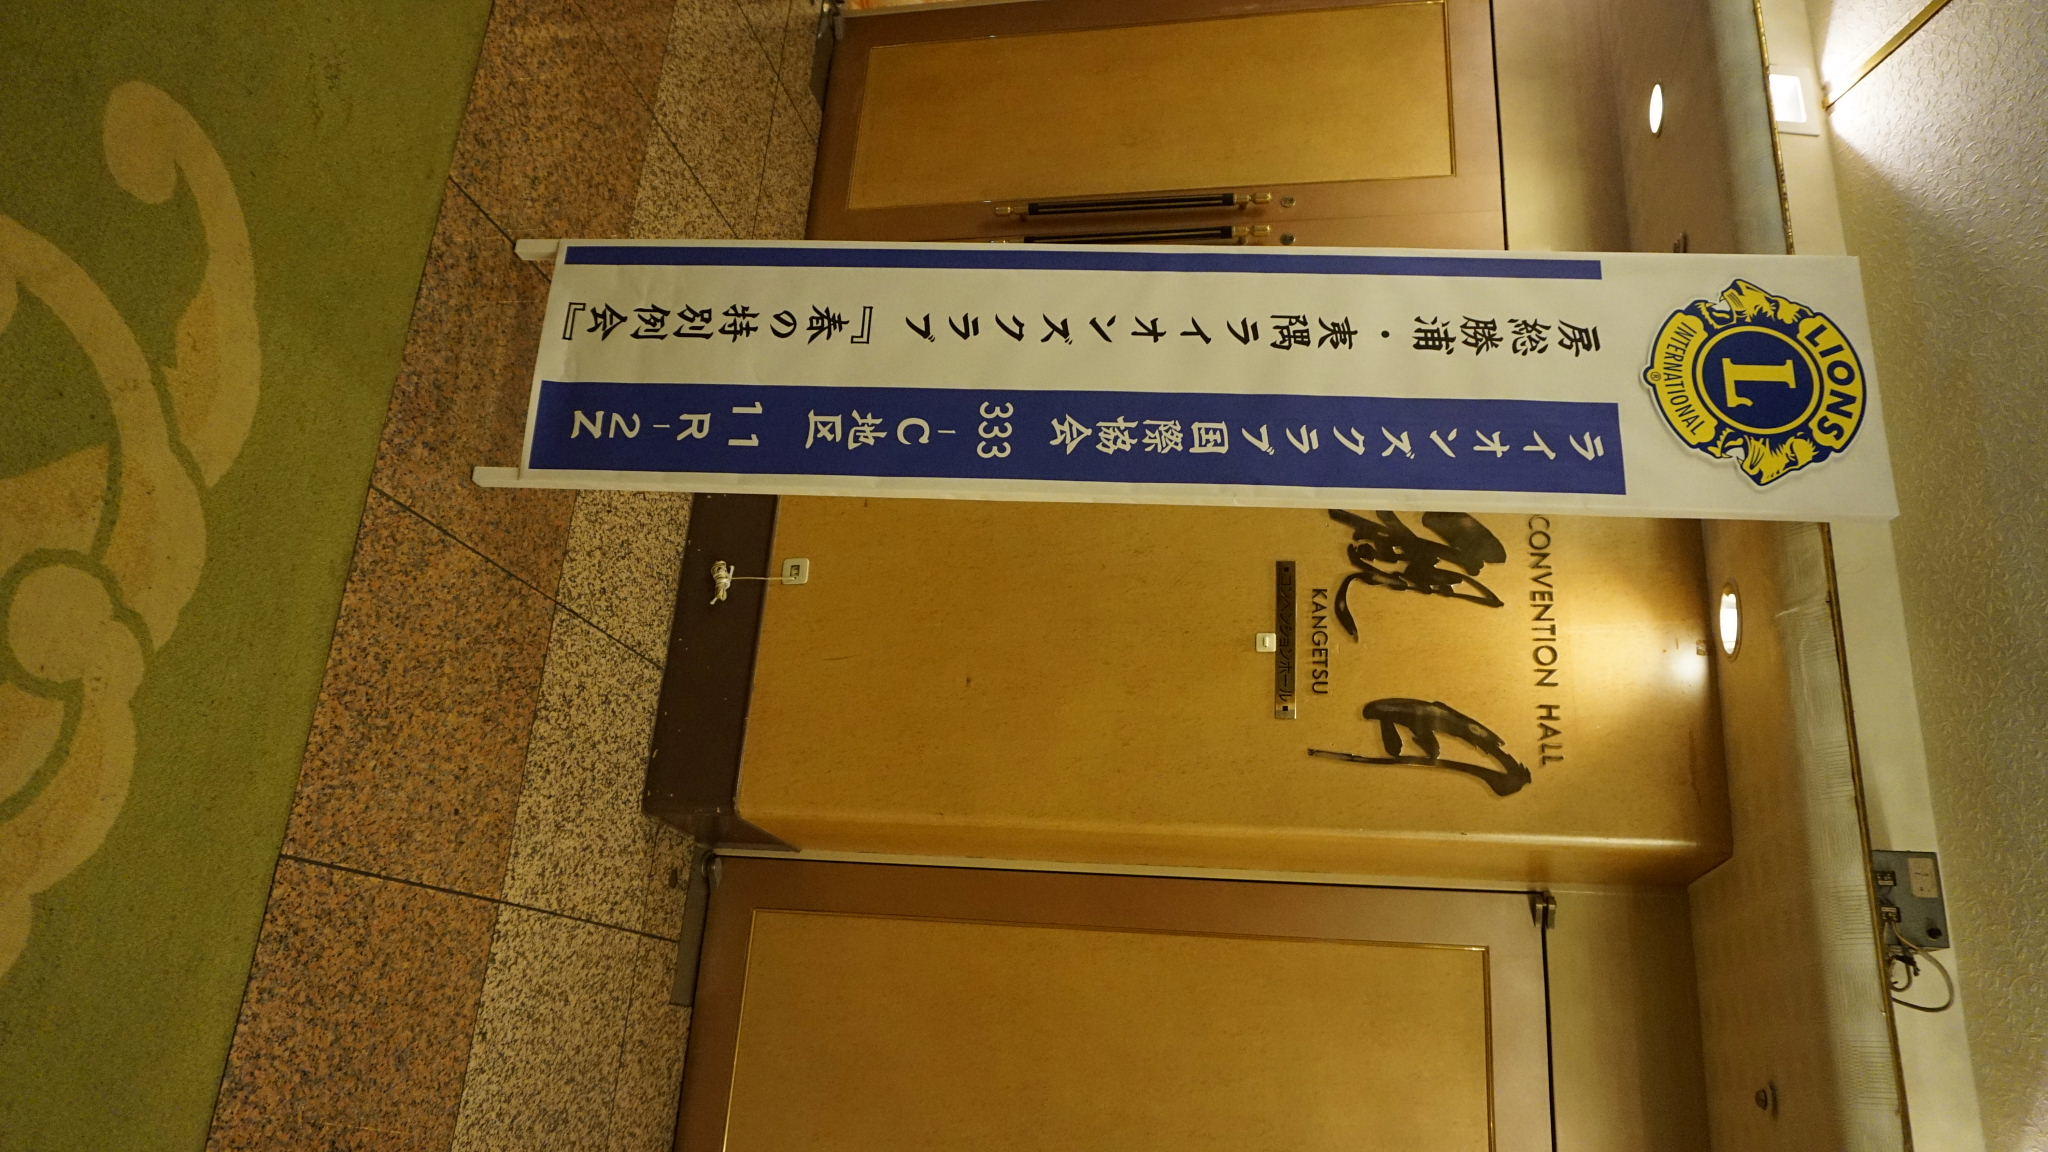 LIONS
L
INTERNATIONAL
®
ライオンズクラブ国際協会 333-C地区 11R-2Z
房総勝浦・夷隅ライオンズクラブ 『春の特別例会』
CONVENTION HALL
観月
KANGETSU
▪コンベンションホール▪